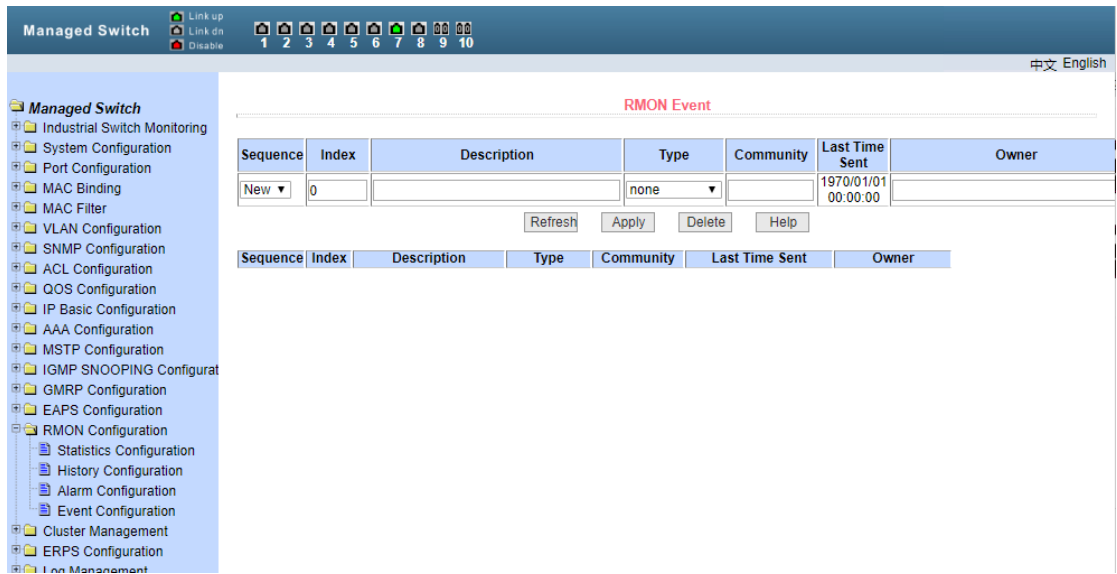 Managed Switch
Link up
Link dn
Disable
1 2 3 4 5 6 7 8 9 10
中文 English
Managed Switch
Industrial Switch Monitoring
System Configuration
Port Configuration
MAC Binding
MAC Filter
VLAN Configuration
SNMP Configuration
ACL Configuration
QOS Configuration
IP Basic Configuration
AAA Configuration
MSTP Configuration
IGMP SNOOPING Configurat
GMRP Configuration
EAPS Configuration
RMON Configuration
Statistics Configuration
History Configuration
Alarm Configuration
Event Configuration
Cluster Management
ERPS Configuration
Log Management
RMON Event
Sequence Index Description Type Community Last Time Sent Owner
New 0 none 1970/01/01 00:00:00
Refresh Apply Delete Help
Sequence Index Description Type Community Last Time Sent Owner